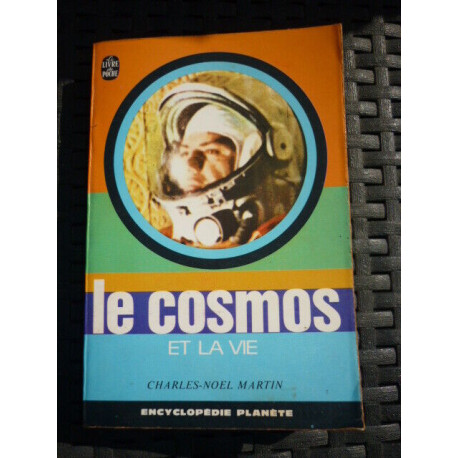 LE
LIVRE
DE
POCHE
le cosmos
ET LA VIE
CHARLES-NOEL MARTIN
ENCYCLOPÉDIE PLANÈTE